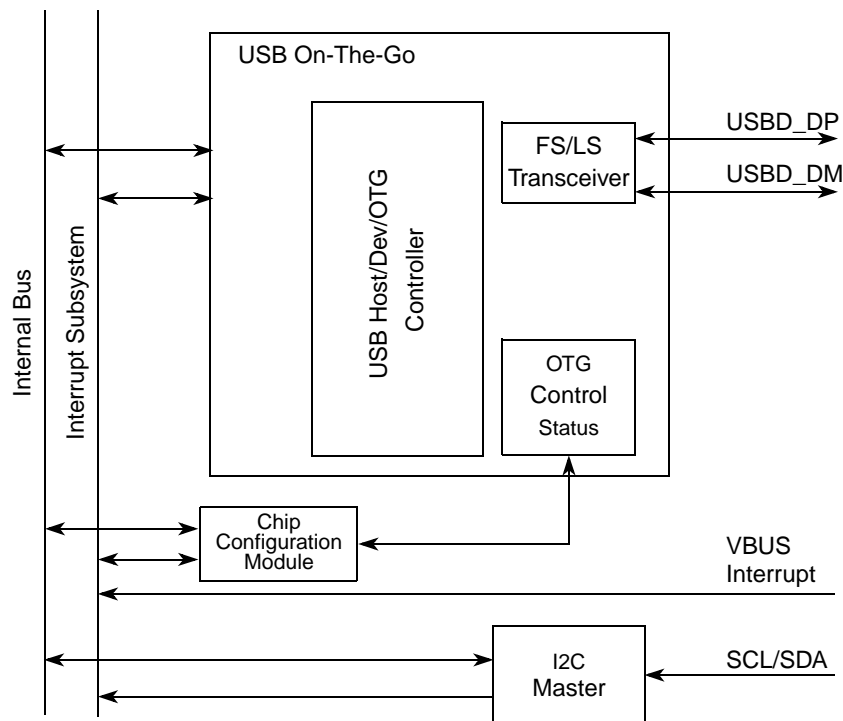 USB On-The-Go
USBD_DP
FS/LS
Transceiver
USBD_DM
USB Host/Dev/OTG
Controller
Internal Bus
Interrupt Subsystem
OTG
Control
Status
Chip
Configuration
Module
VBUS
Interrupt
I2C
Master
SCL/SDA